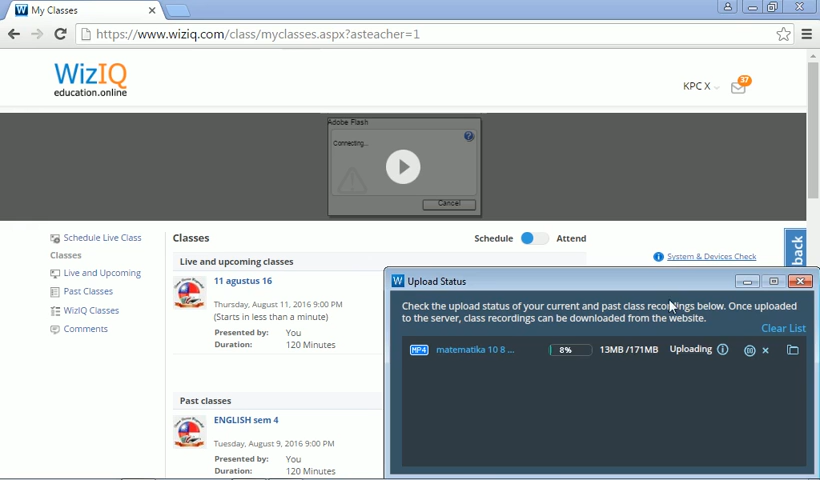 My Classes
https://www.wiziq.com/class/myclasses.aspx?asteacher=1
WizIQ
education.online
KPC X
37
Adobe Flash
Connecting...
Cancel
Schedule Live Class
Classes
Live and Upcoming
Past Classes
WizIQ Classes
Comments
Classes
Schedule
Attend
System & Devices Check
back
Live and upcoming classes
11 agustus 16
Thursday, August 11, 2016 9:00 PM
(Starts in less than a minute)
Presented by: You
Duration: 120 Minutes
Past classes
ENGLISH sem 4
Tuesday, August 9, 2016 9:00 PM
Presented by: You
Duration: 120 Minutes
Upload Status
Check the upload status of your current and past class recordings below. Once uploaded
to the server, class recordings can be downloaded from the website.
Clear List
MP4 matematika 10 8 ... 8% 13MB /171MB Uploading